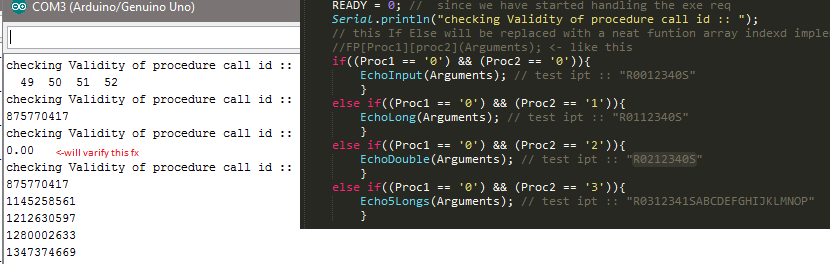 COM3 (Arduino/Genuino Uno)
checking Validity of procedure call id ::
49 50 51 52
checking Validity of procedure call id ::
875770417
checking Validity of procedure call id ::
0.00 <-will varify this fx
checking Validity of procedure call id ::
875770417
1145258561
1212630597
1280002633
1347374669
READY = 0; // since we have started handling the exe req
Serial.println("checking Validity of procedure call id :: ");
// this If Else will be replaced with a neat funtion array indexd imple
//FP[Proc1][proc2](Arguments); <- like this
if((Proc1 == '0') && (Proc2 == '0')){
EchoInput(Arguments); // test ipt :: "R0012340S"
}
else if((Proc1 == '0') && (Proc2 == '1')){
EchoLong(Arguments); // test ipt :: "R0112340S"
}
else if((Proc1 == '0') && (Proc2 == '2')){
EchoDouble(Arguments); // test ipt :: "R0212340S"
}
else if((Proc1 == '0') && (Proc2 == '3')){
Echo5Longs(Arguments); // test ipt :: "R0312341SABCDEFGHIJKLMNOP"
}